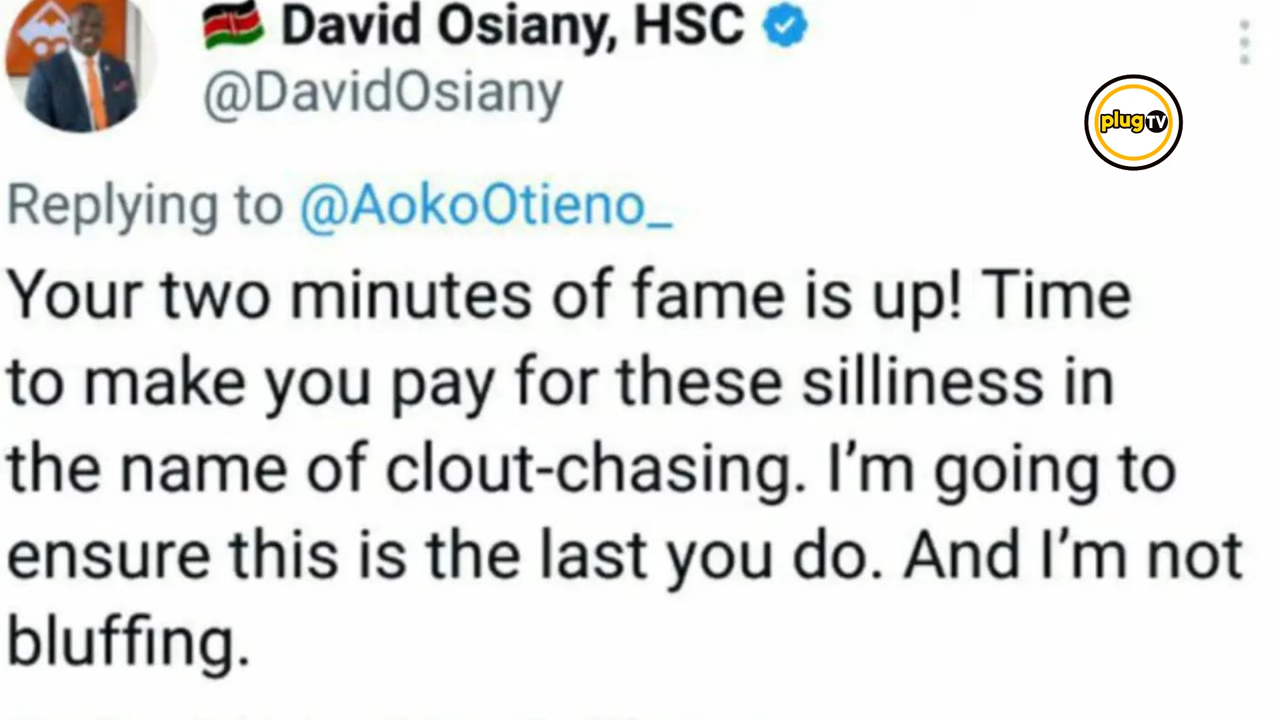 David Osiany, HSC
@DavidOsiany
plugTV
Replying to @AokoOtieno_
Your two minutes of fame is up! Time
to make you pay for these silliness in
the name of clout-chasing. I’m going to
ensure this is the last you do. And I’m not
bluffing.